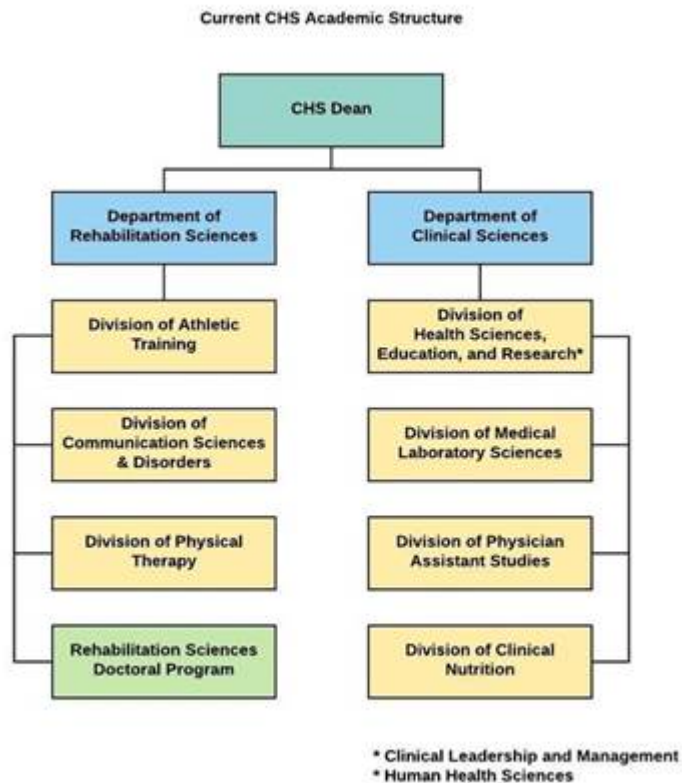 Current CHS Academic Structure
CHS Dean
Department of
Rehabilitation Sciences
Department of
Clinical Sciences
Division of Athletic
Training
Division of
Communication Sciences
& Disorders
Division of Physical
Therapy
Rehabilitation Sciences
Doctoral Program
Division of
Health Sciences,
Education, and Research*
Division of Medical
Laboratory Sciences
Division of Physician
Assistant Studies
Division of Clinical
Nutrition
* Clinical Leadership and Management
* Human Health Sciences